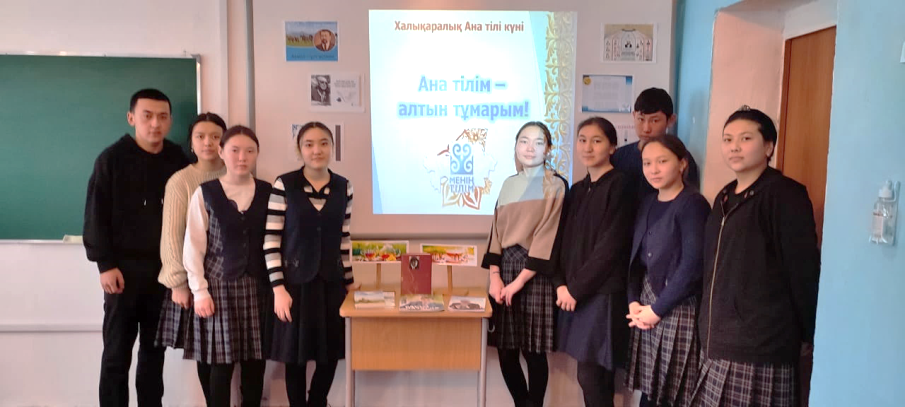 Халықаралық Ана тілі күні
Ана тілім –
алтын тұмарым!
МЕНІҢ
ТІЛІМ